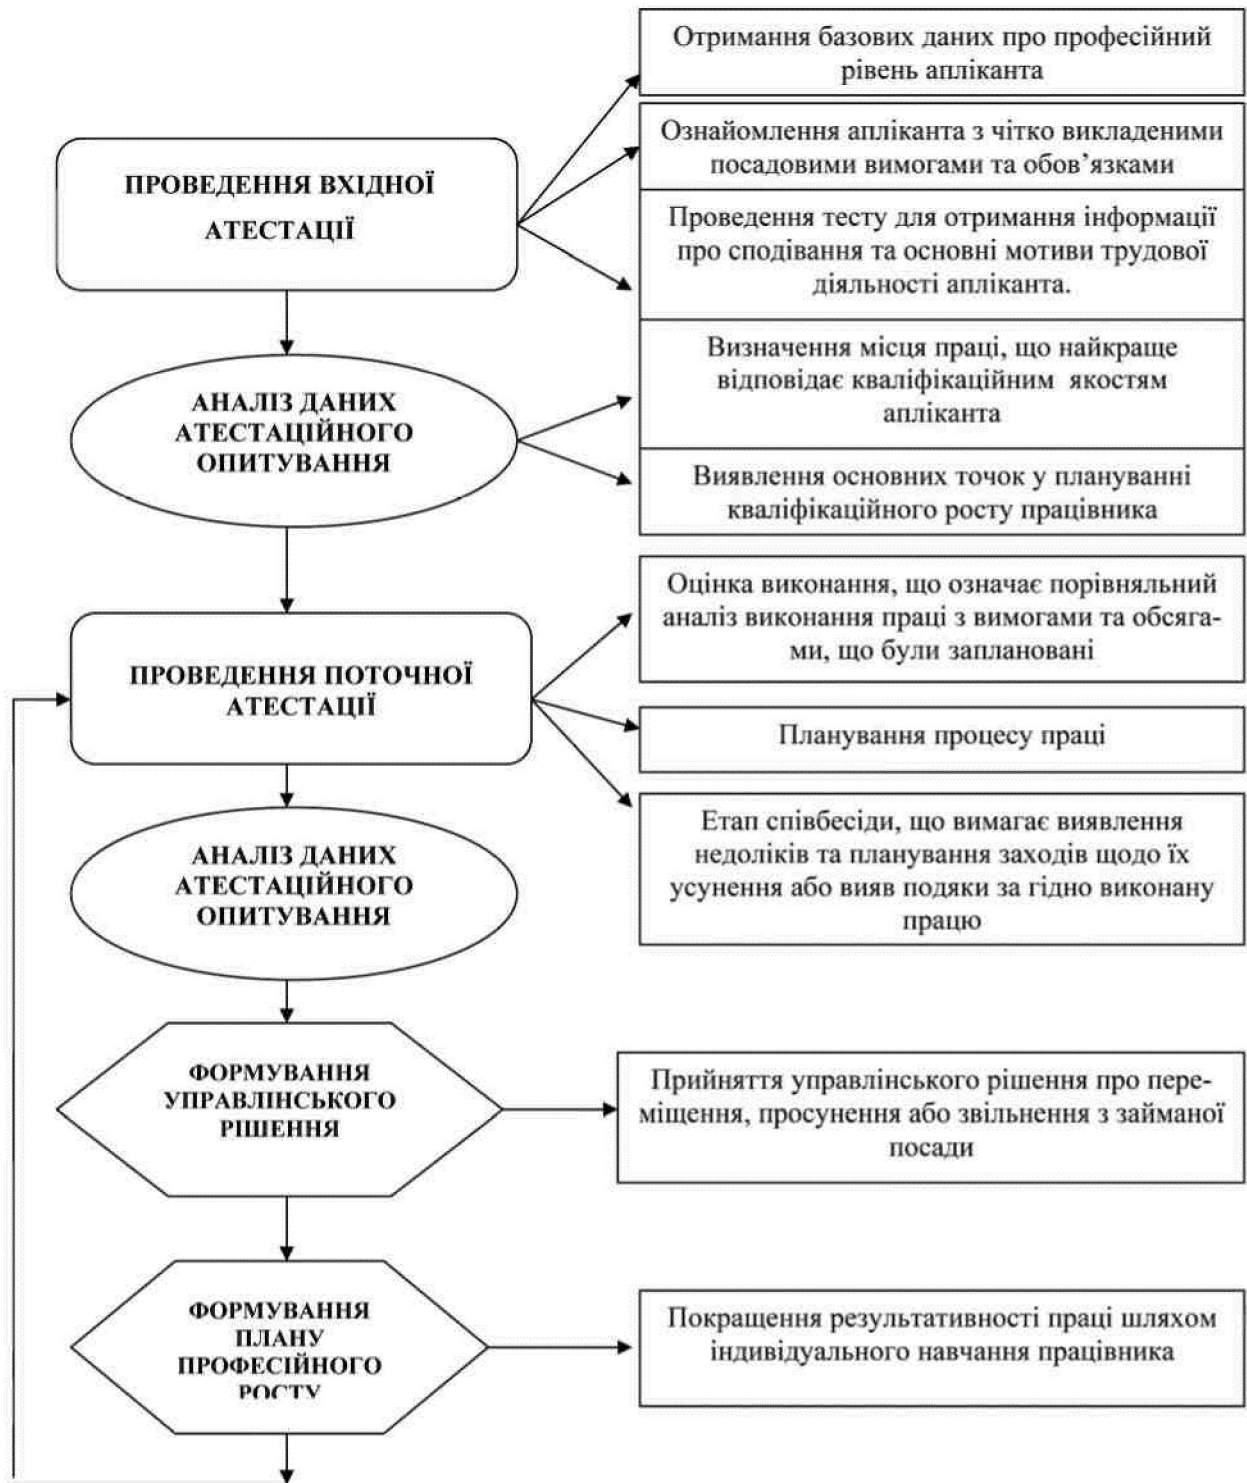 Отримання базових даних про професійний
рівень апліканта
Ознайомлення апліканта з чітко викладеними
посадовими вимогами та обов’язками
ПРОВЕДЕННЯ ВХІДНОЇ
АТЕСТАЦІЇ
Проведення тесту для отримання інформації
про сподівання та основні мотиви трудової
діяльності апліканта.
Визначення місця праці, що найкраще
відповідає кваліфікаційним якостям
апліканта
АНАЛІЗ ДАНИХ
АТЕСТАЦІЙНОГО
ОПИТУВАННЯ
Виявлення основних точок у плануванні
кваліфікаційного росту працівника
Оцінка виконання, що означає порівняльний
аналіз виконання праці з вимогами та обсяга-
ми, що були заплановані
ПРОВЕДЕННЯ ПОТОЧНОЇ
АТЕСТАЦІЇ
Планування процесу праці
Етап співбесіди, що вимагає виявлення
недоліків та планування заходів щодо їх
усунення або вияв подяки за гідно виконану
працю
АНАЛІЗ ДАНИХ
АТЕСТАЦІЙНОГО
ОПИТУВАННЯ
ФОРМУВАННЯ
УПРАВЛІНСЬКОГО
РІШЕННЯ
Прийняття управлінського рішення про пере-
міщення, просунення або звільнення з займаної
посади
ФОРМУВАННЯ
ПЛАНУ
ПРОФЕСІЙНОГО
РОСТУ
Покращення результативності праці шляхом
індивідуального навчання працівника